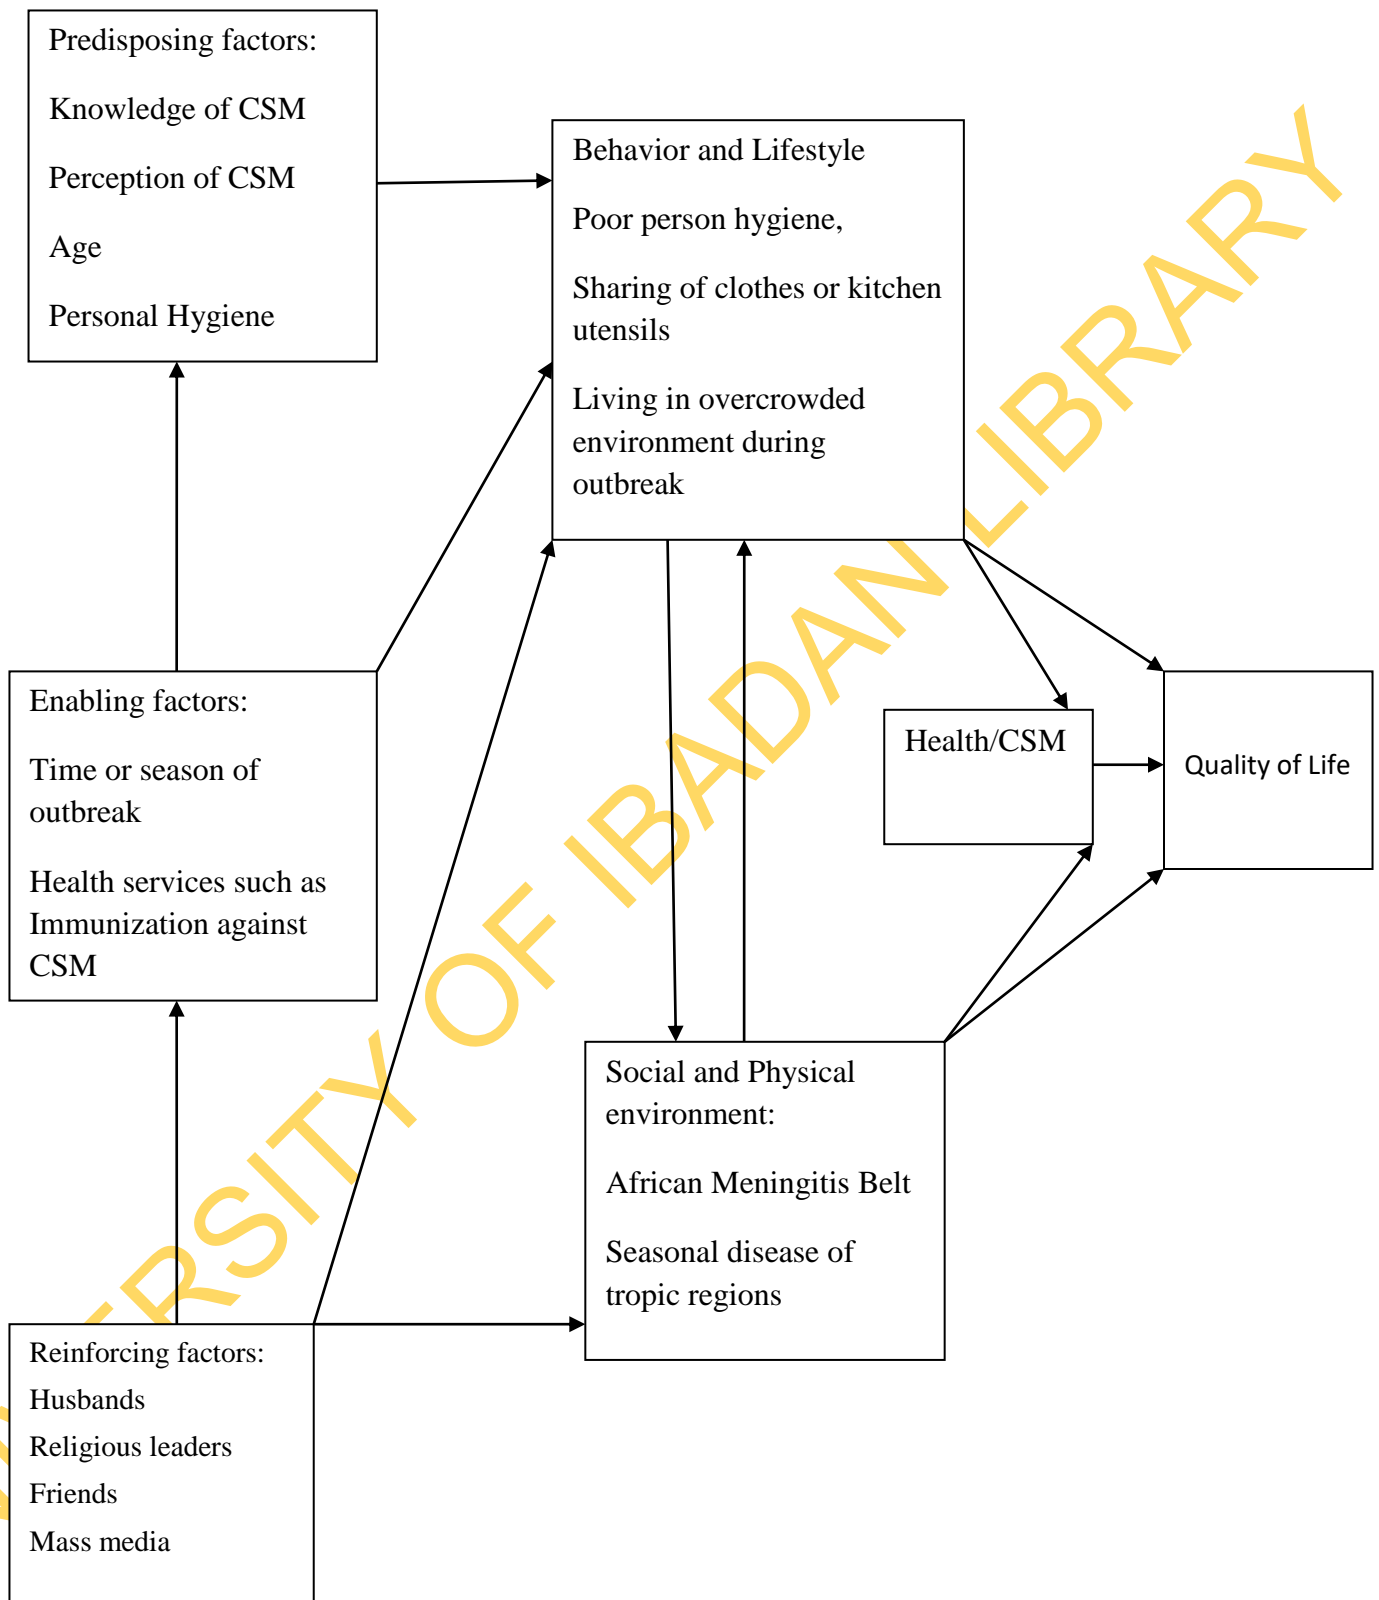 Predisposing factors:
Knowledge of CSM
Perception of CSM
Age
Personal Hygiene
Behavior and Lifestyle
Poor person hygiene,
Sharing of clothes or kitchen
utensils
Living in overcrowded
environment during
outbreak
Enabling factors:
Time or season of
outbreak
Health services such as
Immunization against
CSM
Health/CSM
Quality of Life
Social and Physical
environment:
African Meningitis Belt
Seasonal disease of
tropic regions
Reinforcing factors:
Husbands
Religious leaders
Friends
Mass media
UNIVERSITY OF IBADAN LIBRARY